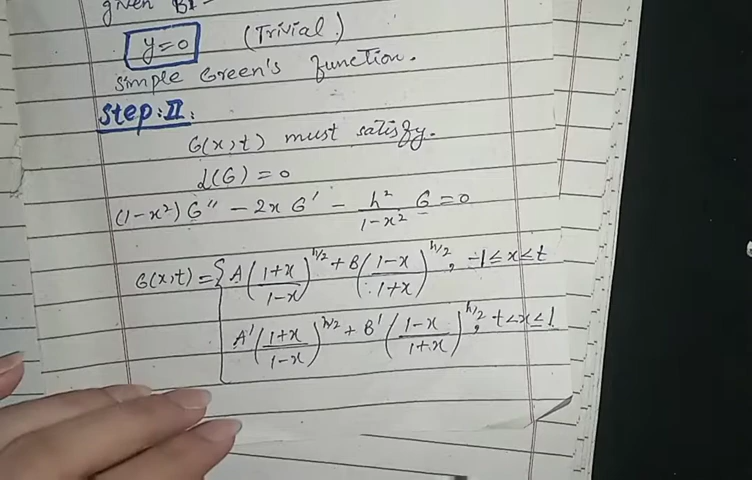 given B
y=0 (Trivial)
simple Green's function.
Step:II:
G(x,t) must satisfy.
L(G) = 0
(1-x²) G'' - 2x G' - h²/(1-x²) G = 0
G(x,t) = { A((1+x)/(1-x))^(h/2) + B((1-x)/(1+x))^(h/2), -1≤x<t
A'((1+x)/(1-x))^(h/2) + B'((1-x)/(1+x))^(h/2), t<x≤1